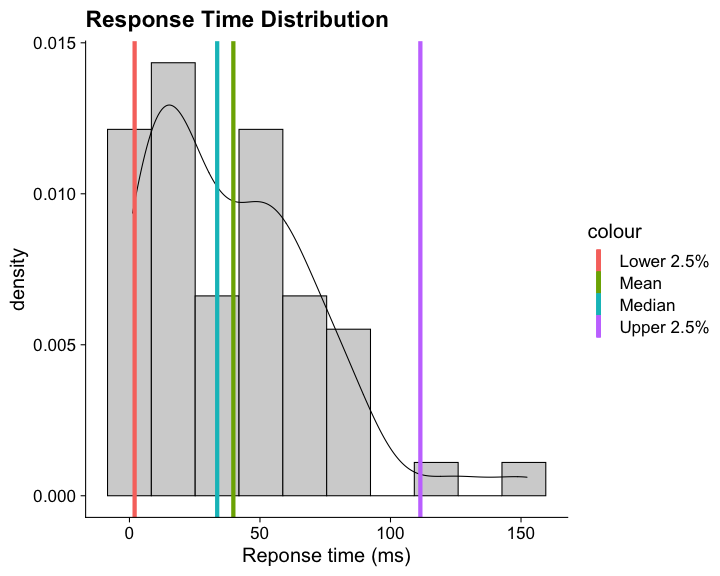 Response Time Distribution
0.015
0.010
0.005
0.000
density
0
50
100
150
Reponse time (ms)
colour
Lower 2.5%
Mean
Median
Upper 2.5%